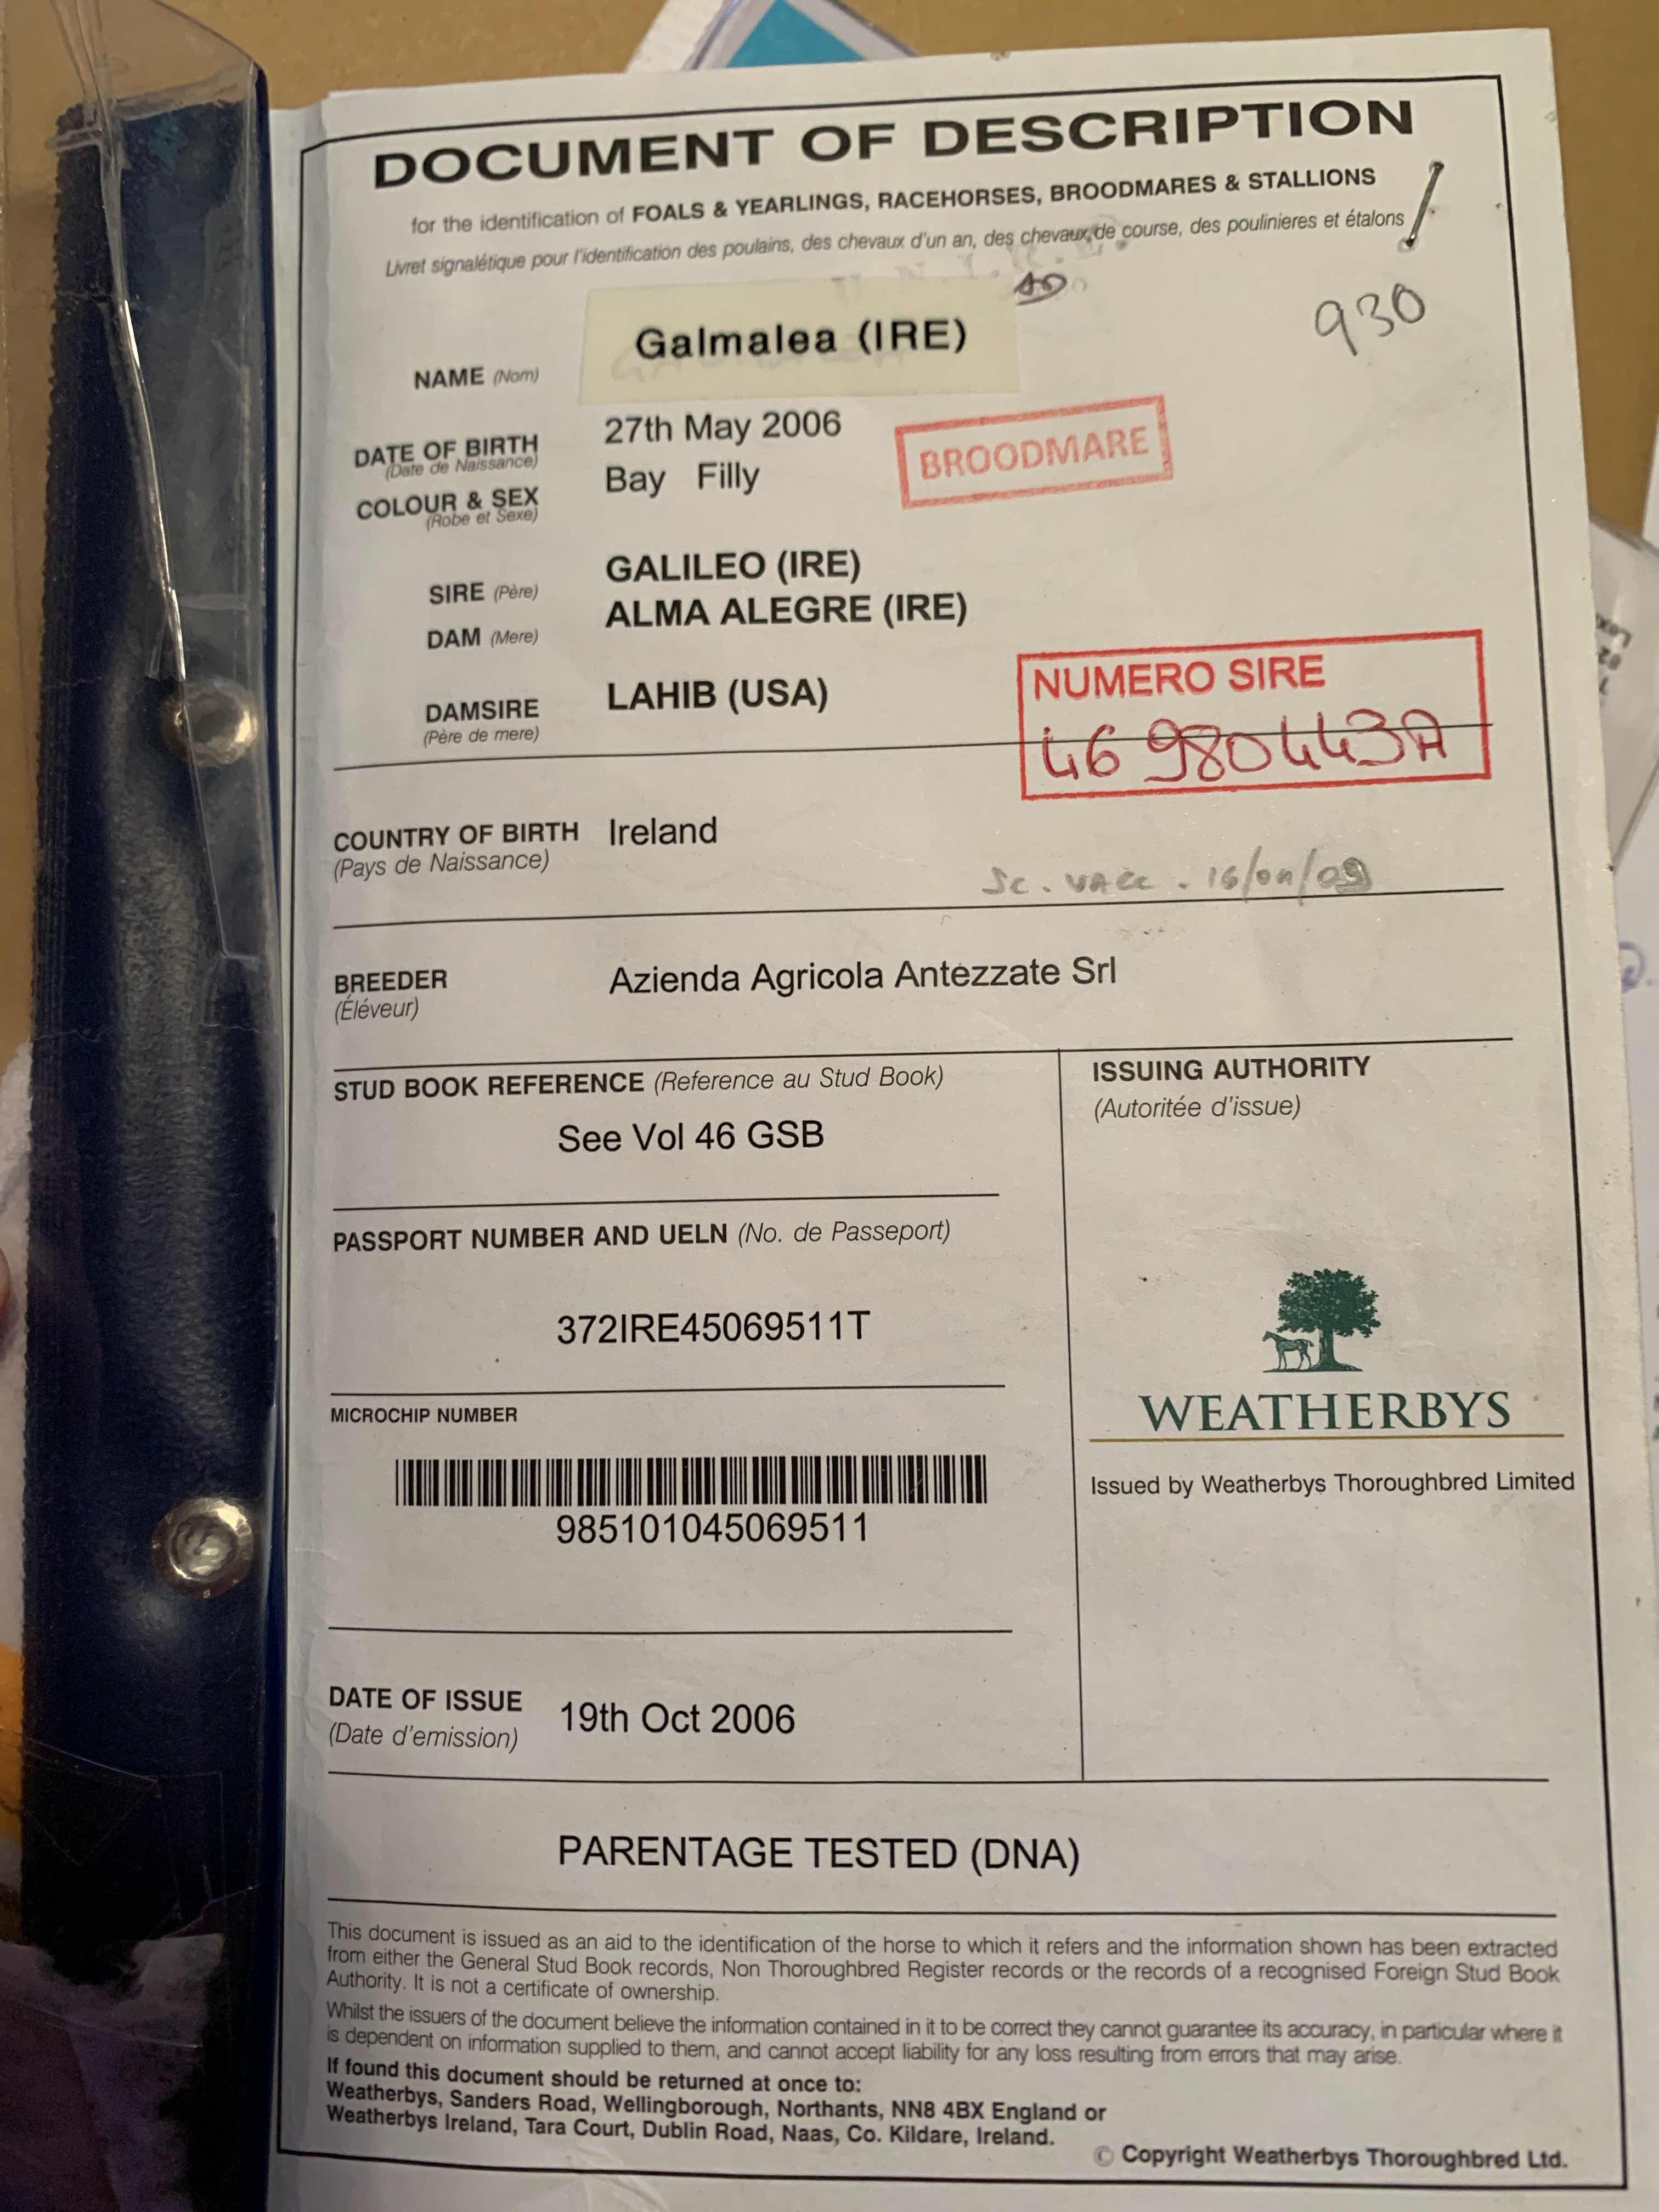 DOCUMENT OF DESCRIPTION
for the identification of FOALS & YEARLINGS, RACEHORSES, BROODMARES & STALLIONS
Livret signalétique pour l'identification des poulains, des chevaux d'un an, des chevaux de course, des poulinieres et étalons
930
NAME (Nom) Galmalea (IRE)
DATE OF BIRTH 27th May 2006
(Date de Naissance)
BROODMARE
COLOUR & SEX Bay Filly
(Robe et Sexe)
SIRE (Père) GALILEO (IRE)
DAM (Mere) ALMA ALEGRE (IRE)
DAMSIRE LAHIB (USA)
(Père de mere)
NUMERO SIRE
46 980443A
COUNTRY OF BIRTH Ireland
(Pays de Naissance)
Sc. VACC. 16/01/09
BREEDER Azienda Agricola Antezzate Srl
(Éléveur)
STUD BOOK REFERENCE (Reference au Stud Book)
See Vol 46 GSB
PASSPORT NUMBER AND UELN (No. de Passeport)
372IRE45069511T
MICROCHIP NUMBER
985101045069511
DATE OF ISSUE 19th Oct 2006
(Date d'emission)
ISSUING AUTHORITY
(Autoritée d'issue)
WEATHERBYS
Issued by Weatherbys Thoroughbred Limited
PARENTAGE TESTED (DNA)
This document is issued as an aid to the identification of the horse to which it refers and the information shown has been extracted
from either the General Stud Book records, Non Thoroughbred Register records or the records of a recognised Foreign Stud Book
Authority. It is not a certificate of ownership.
Whilst the issuers of the document believe the information contained in it to be correct they cannot guarantee its accuracy, in particular where it
is dependent on information supplied to them, and cannot accept liability for any loss resulting from errors that may arise.
If found this document should be returned at once to:
Weatherbys, Sanders Road, Wellingborough, Northants, NN8 4BX England or
Weatherbys Ireland, Tara Court, Dublin Road, Naas, Co. Kildare, Ireland.
© Copyright Weatherbys Thoroughbred Ltd.